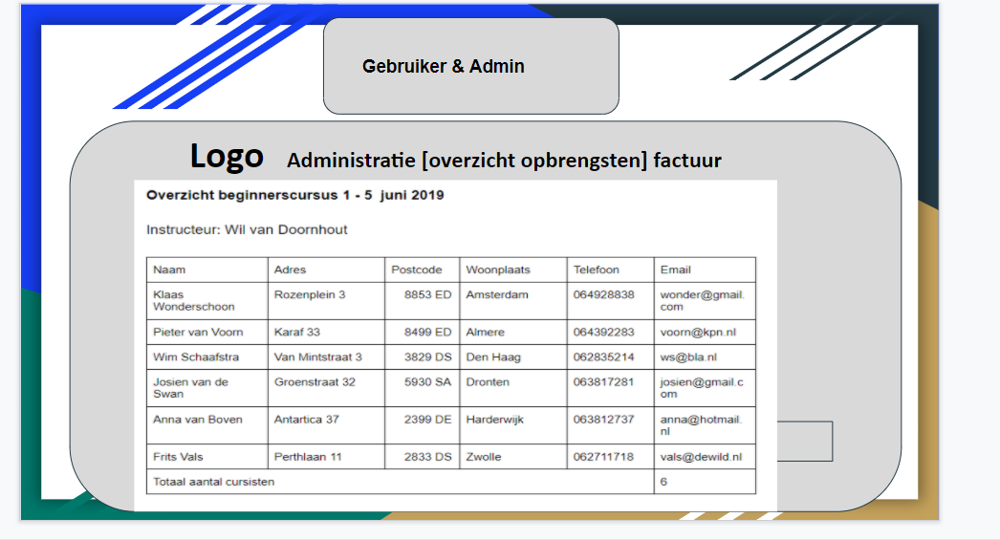 Gebruiker & Admin
Logo Administratie [overzicht opbrengsten] factuur
Overzicht beginnerscursus 1 - 5 juni 2019
Instructeur: Wil van Doornhout
Naam Adres Postcode Woonplaats Telefoon Email
Klaas Rozenplein 3 8853 ED Amsterdam 064928838 wonder@gmail.
Wonderschoon com
Pieter van Voorn Karaf 33 8499 ED Almere 064392283 voorn@kpn.nl
Wim Schaafstra Van Mintstraat 3 3829 DS Den Haag 062835214 ws@bla.nl
Josien van de Groenstraat 32 5930 SA Dronten 063817281 josien@gmail.c
Swan om
Anna van Boven Antartica 37 2399 DE Harderwijk 063812737 anna@hotmail.
nl
Frits Vals Perthlaan 11 2833 DS Zwolle 062711718 vals@dewild.nl
Totaal aantal cursisten 6